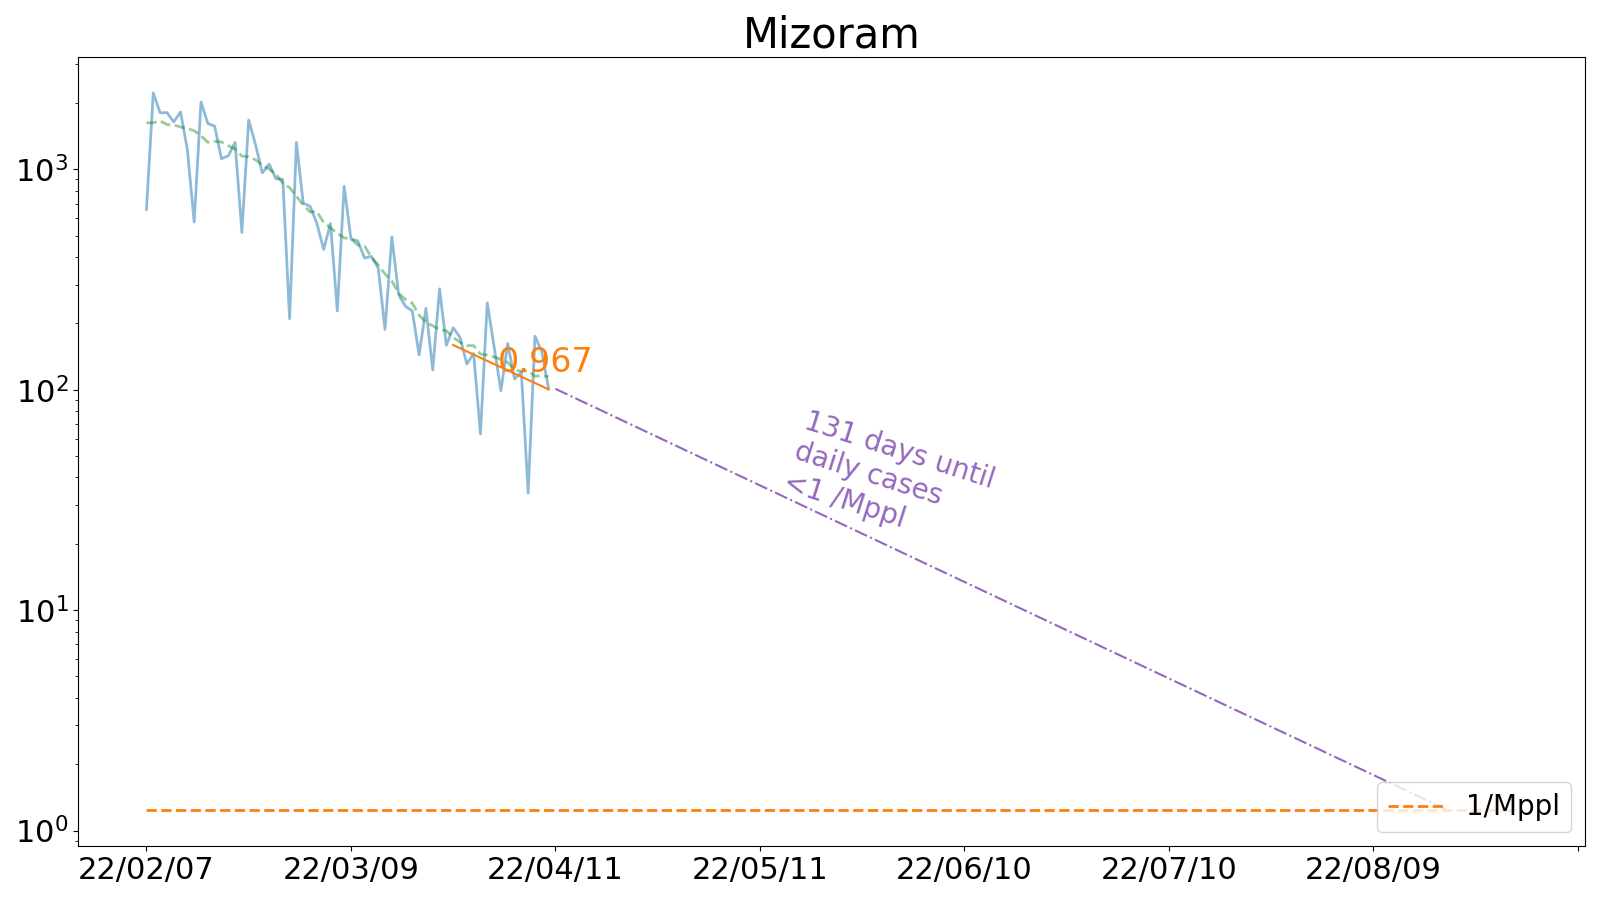 Mizoram
10³
10²
10¹
10⁰
0.967
131 days until
daily cases
<1 /Mppl
1/Mppl
22/02/07 22/03/09 22/04/11 22/05/11 22/06/10 22/07/10 22/08/09